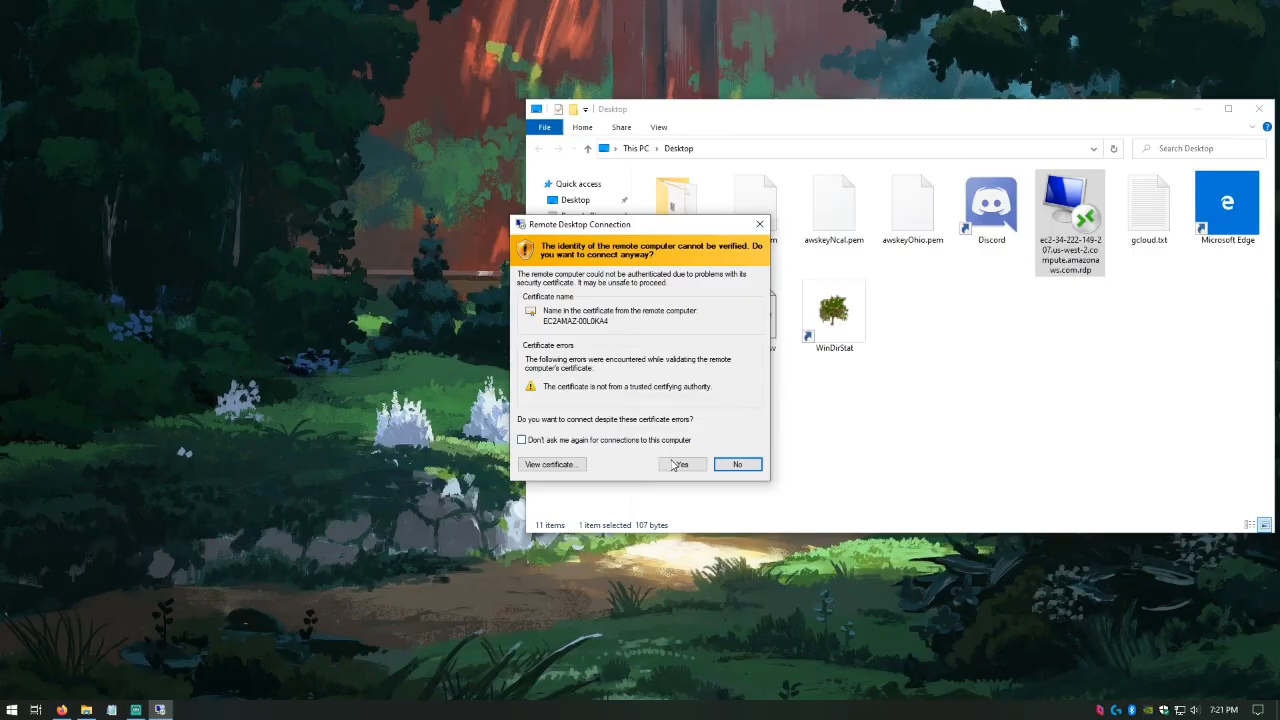 Desktop
File Home Share View
This PC > Desktop
Search Desktop
Quick access
Desktop
awskeyNcal.pem
awskeyOhio.pem
Discord
ec2-34-222-149-2
07.us-west-2.co
mpute.amazona
ws.com.rdp
gcloud.txt
Microsoft Edge
WinDirStat
Remote Desktop Connection
The identity of the remote computer cannot be verified. Do
you want to connect anyway?
The remote computer could not be authenticated due to problems with its
security certificate. It may be unsafe to proceed.
Certificate name
Name in the certificate from the remote computer:
EC2AMAZ-00L0KA4
Certificate errors
The following errors were encountered while validating the remote
computer's certificate:
The certificate is not from a trusted certifying authority.
Do you want to connect despite these certificate errors?
Don't ask me again for connections to this computer
View certificate... Yes No
11 items 1 item selected 107 bytes
7:21 PM